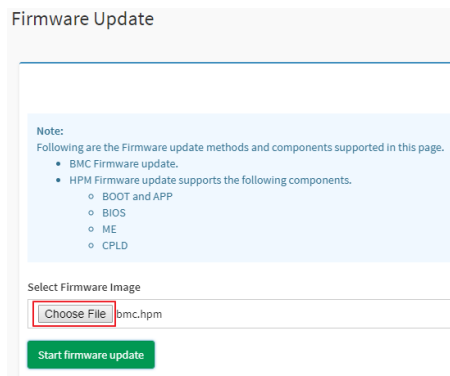 Firmware Update
Note:
Following are the Firmware update methods and components supported in this page.
• BMC Firmware update.
• HPM Firmware update supports the following components.
○ BOOT and APP
○ BIOS
○ ME
○ CPLD
Select Firmware Image
Choose File bmc.hpm
Start firmware update